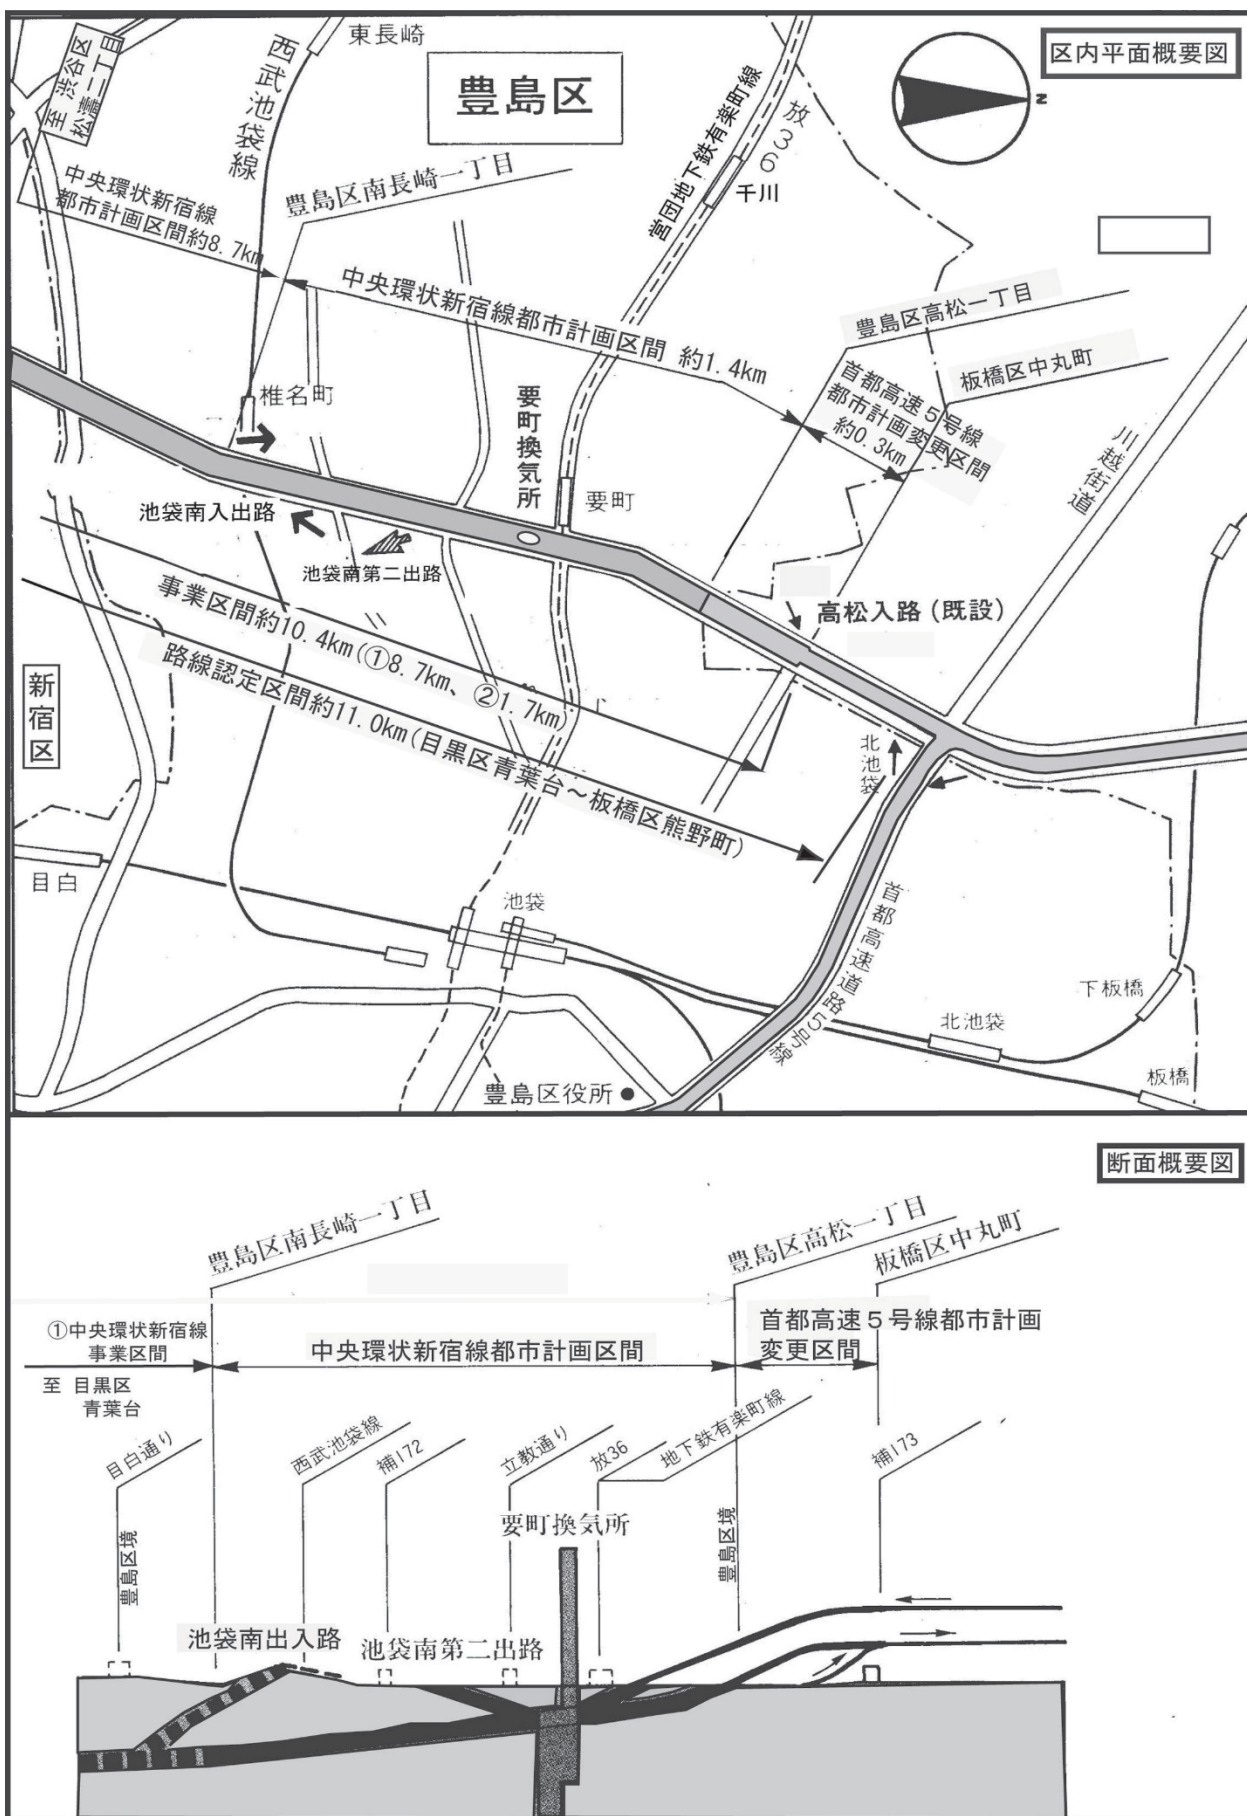 区内平面概要図
豊島区
東長崎
西武池袋線
至 渋谷区
松濤二丁目
中央環状新宿線
都市計画区間約8.7km
豊島区南長崎一丁目
営団地下鉄有楽町線
放36
千川
N
中央環状新宿線都市計画区間 約1.4km
豊島区高松一丁目
板橋区中丸町
首都高速5号線
都市計画変更区間
約0.3km
川越街道
椎名町
要町換気所
要町
池袋南入出路
池袋南第二出路
高松入路(既設)
事業区間約10.4km(①8.7km、②1.7km)
路線認定区間約11.0km(目黒区青葉台~板橋区熊野町)
新宿区
北池袋
目白
池袋
首都高速道路5号線
下板橋
北池袋
板橋
豊島区役所
断面概要図
豊島区南長崎一丁目
豊島区高松一丁目
板橋区中丸町
①中央環状新宿線
事業区間
中央環状新宿線都市計画区間
首都高速5号線都市計画
変更区間
至 目黒区
青葉台
目白通り
西武池袋線
補172
立教通り
放36
地下鉄有楽町線
補173
豊島区境
要町換気所
豊島区境
池袋南出入路
池袋南第二出路